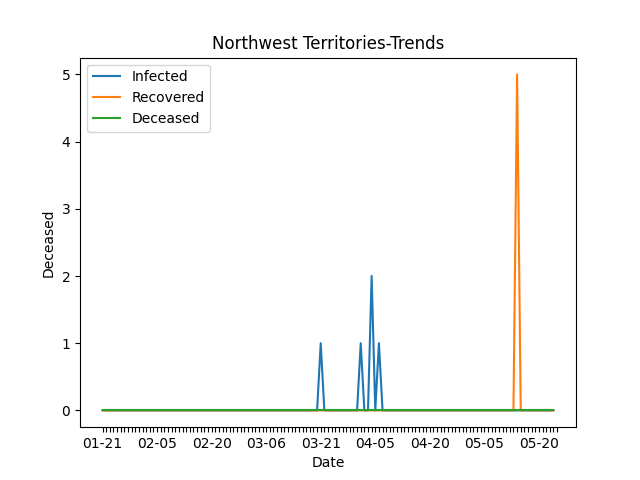 Northwest Territories-Trends
Infected
Recovered
Deceased
5
4
3
2
1
0
Deceased
01-21 02-05 02-20 03-06 03-21 04-05 04-20 05-05 05-20
Date